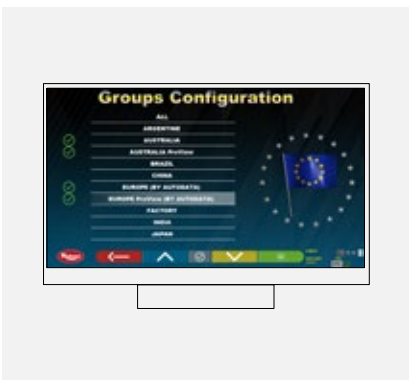 Groups Configuration
ALL
ARGENTINE
AUSTRALIA
AUSTRALIA ProView
BRAZIL
CHINA
EUROPE (BY AUTODATA)
EUROPE ProView (BY AUTODATA)
FACTORY
INDIA
JAPAN